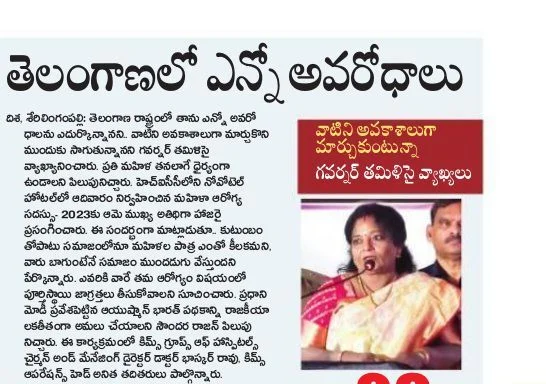 తెలంగాణలో ఎన్నో అవరోధాలు
దిశ, శేరిలింగంపల్లి: తెలంగాణ రాష్ట్రంలో తాను ఎన్నో అవరో
ధాలను ఎదుర్కొన్నానని.. వాటిని అవకాశాలుగా మార్చుకొని
ముందుకు సాగుతున్నానని గవర్నర్ తమిళిసై
వ్యాఖ్యానించారు. ప్రతి మహిళ తనలాగే ధైర్యంగా
ఉండాలని పిలుపునిచ్చారు. హెచ్ఐసీసీలోని నోవోటెల్
హోటల్‌లో ఆదివారం నిర్వహించిన మహిళా ఆరోగ్య
సదస్సు- 2023కు ఆమె ముఖ్య అతిథిగా హాజరై
ప్రసంగించారు. ఈ సందర్భంగా మాట్లాడుతూ.. కుటుంబం
తోపాటు సమాజంలోనూ మహిళల పాత్ర ఎంతో కీలకమని,
వారు బాగుంటేనే సమాజం ముందడుగు వేస్తుందని
పేర్కొన్నారు. ఎవరికి వారే తమ ఆరోగ్యం విషయంలో
పూర్తిస్థాయి జాగ్రత్తలు తీసుకోవాలని సూచించారు. ప్రధాని
మోడీ ప్రవేశపెట్టిన ఆయుష్మాన్ భారత్ పథకాన్ని రాజకీయా
లకతీతంగా అమలు చేయాలని సౌందర రాజన్ పిలుపు
నిచ్చారు. ఈ కార్యక్రమంలో కిమ్స్ గ్రూప్స్ ఆఫ్ హాస్పిటల్స్
చైర్మన్ అండ్ మేనేజింగ్ డైరెక్టర్ డాక్టర్ భాస్కర్ రావు, కిమ్స్
ఆపరేషన్స్ హెడ్ అనిత తదితరులు పాల్గొన్నారు.
వాటిని అవకాశాలుగా
మార్చుకుంటున్నా
గవర్నర్ తమిళిసై వ్యాఖ్యలు